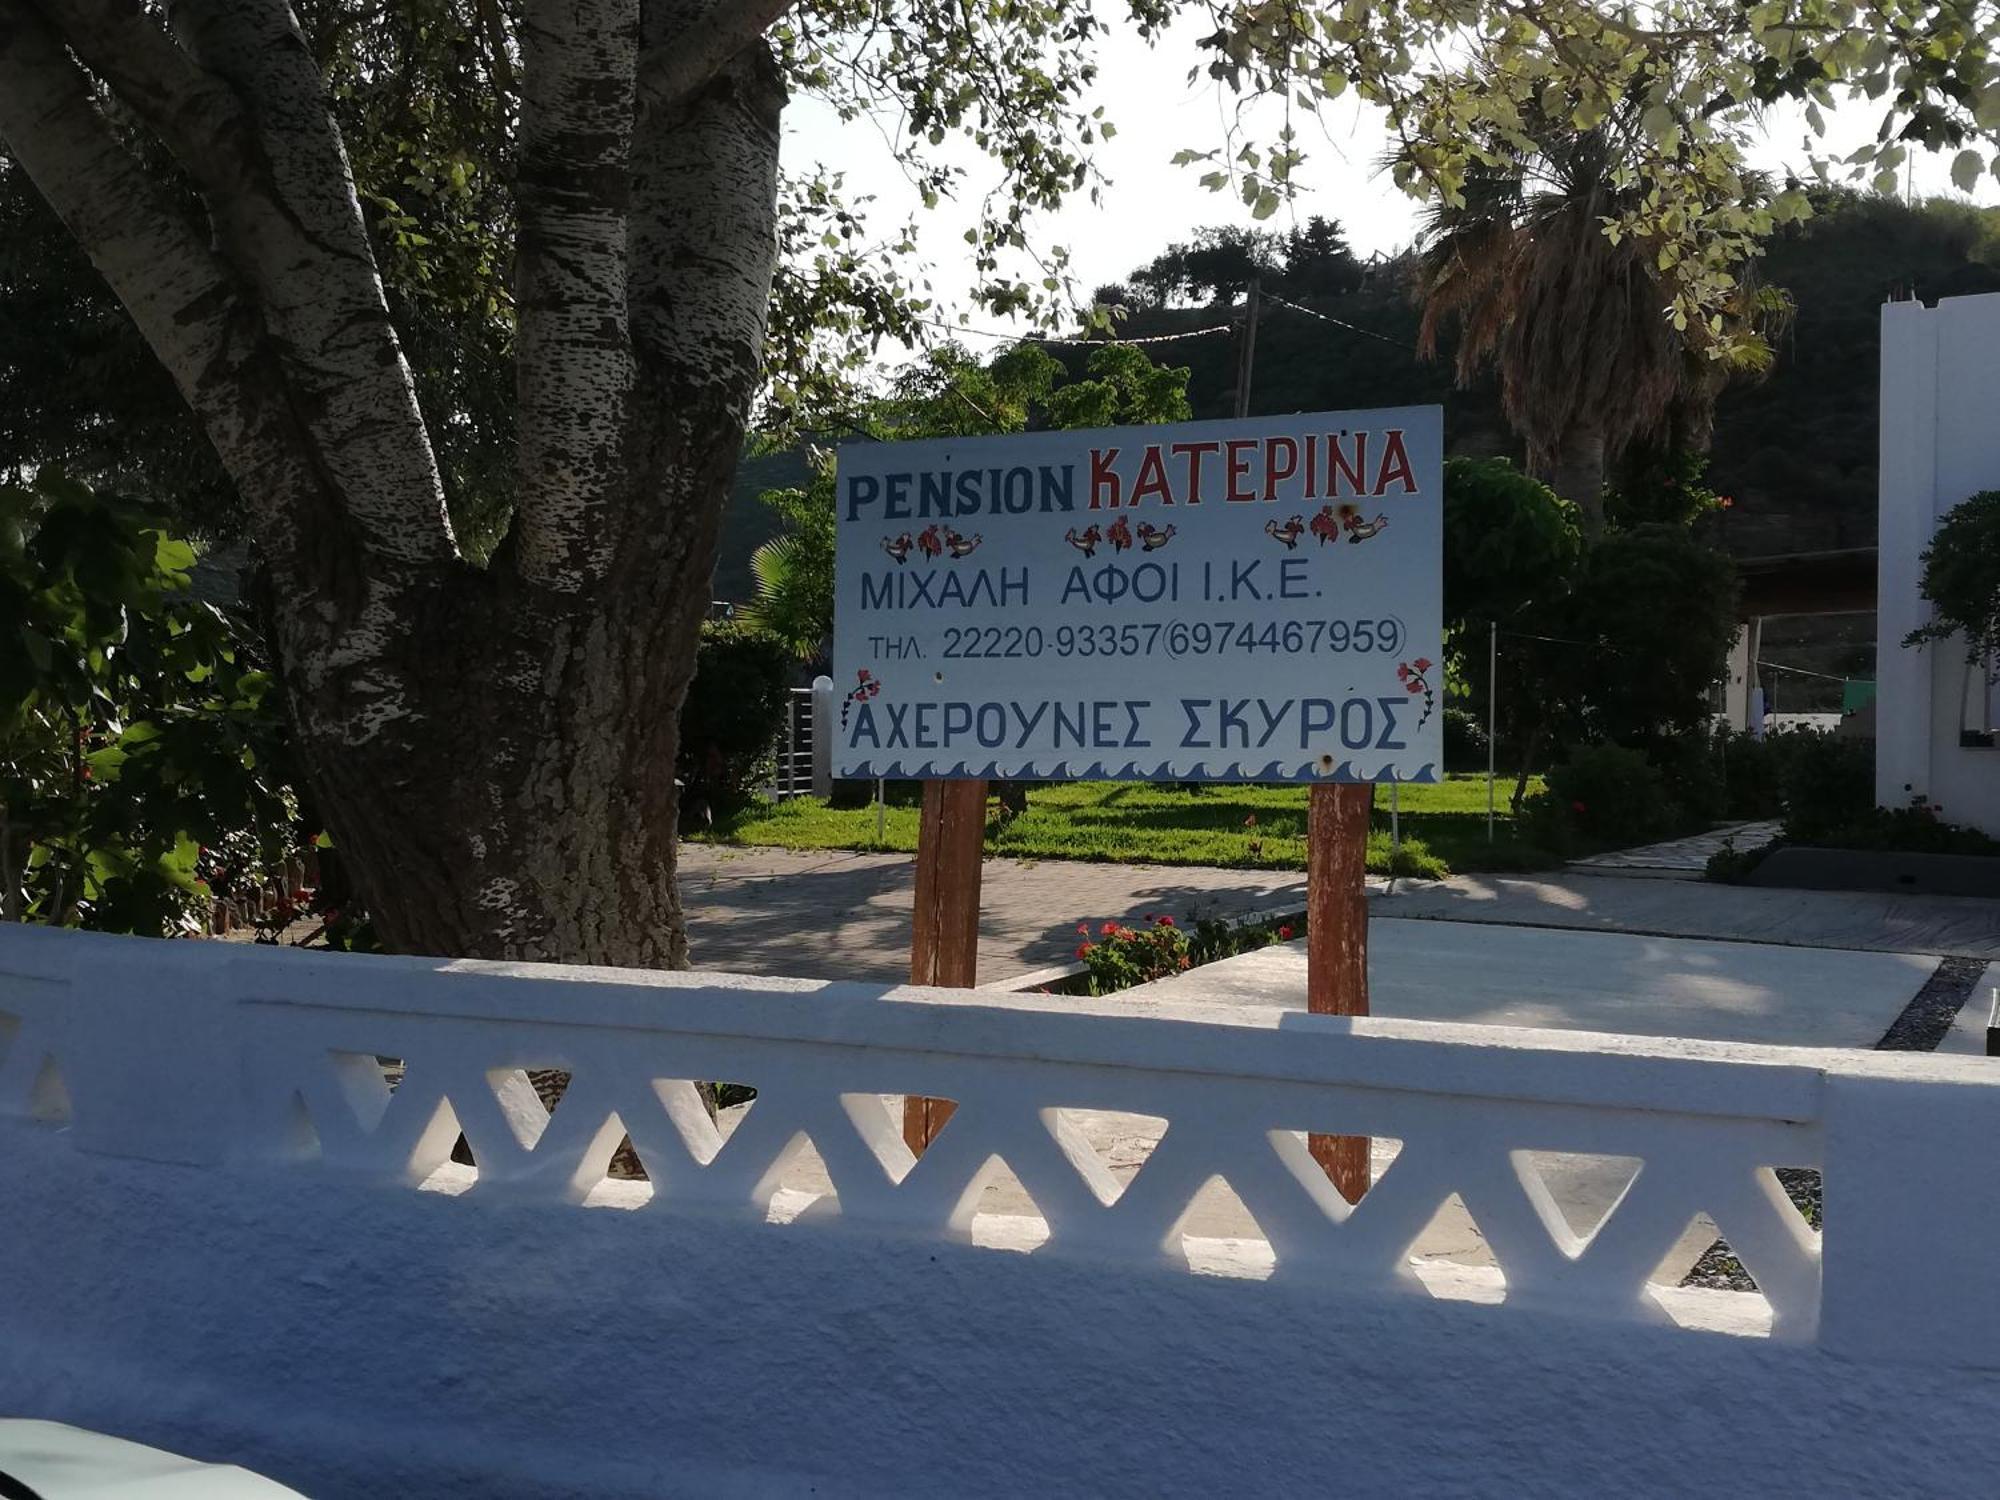 PENSION ΚΑΤΕΡΙΝΑ
ΜΙΧΑΛΗ ΑΦΟΙ Ι.Κ.Ε.
ΤΗΛ. 22220-93357(6974467959)
ΑΧΕΡΟΥΝΕΣ ΣΚΥΡΟΣ